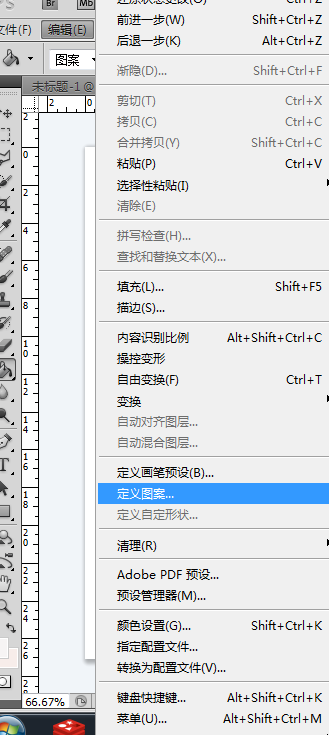 Br Mb
文件(F) 编辑(E)
前进一步(W) Shift+Ctrl+Z
后退一步(K) Alt+Ctrl+Z
图案
渐隐(D)... Shift+Ctrl+F
未标题-1 @
剪切(T) Ctrl+X
拷贝(C) Ctrl+C
合并拷贝(Y) Shift+Ctrl+C
粘贴(P) Ctrl+V
选择性粘贴(I)
清除(E)
拼写检查(H)...
查找和替换文本(X)...
填充(L)... Shift+F5
描边(S)...
内容识别比例 Alt+Shift+Ctrl+C
操控变形
自由变换(F) Ctrl+T
变换
自动对齐图层...
自动混合图层...
定义画笔预设(B)...
定义图案...
定义自定形状...
清理(R)
Adobe PDF 预设...
预设管理器(M)...
颜色设置(G)... Shift+Ctrl+K
指定配置文件...
转换为配置文件(V)...
66.67%
键盘快捷键... Alt+Shift+Ctrl+K
菜单(U)... Alt+Shift+Ctrl+M